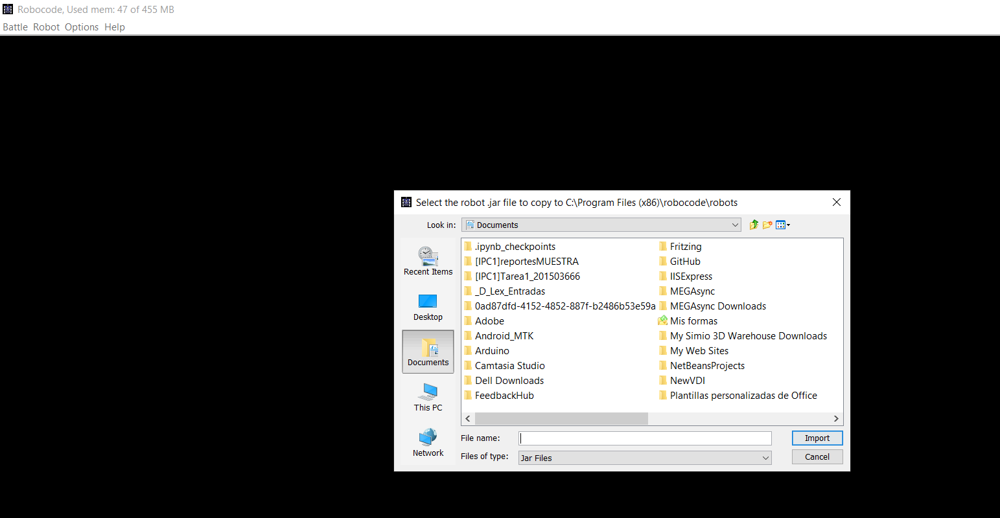 Robocode, Used mem: 47 of 455 MB
Battle Robot Options Help
Select the robot .jar file to copy to C:\Program Files (x86)\robocode\robots
Look in: Documents
Recent Items
Desktop
Documents
This PC
Network
.ipynb_checkpoints
[IPC1]reportesMUESTRA
[IPC1]Tarea1_201503666
_D_Lex_Entradas
0ad87dfd-4152-4852-887f-b2486b53e59a
Adobe
Android_MTK
Arduino
Camtasia Studio
Dell Downloads
FeedbackHub
Fritzing
GitHub
IISExpress
MEGAsync
MEGAsync Downloads
Mis formas
My Simio 3D Warehouse Downloads
My Web Sites
NetBeansProjects
NewVDI
Plantillas personalizadas de Office
File name:
Import
Files of type: Jar Files
Cancel